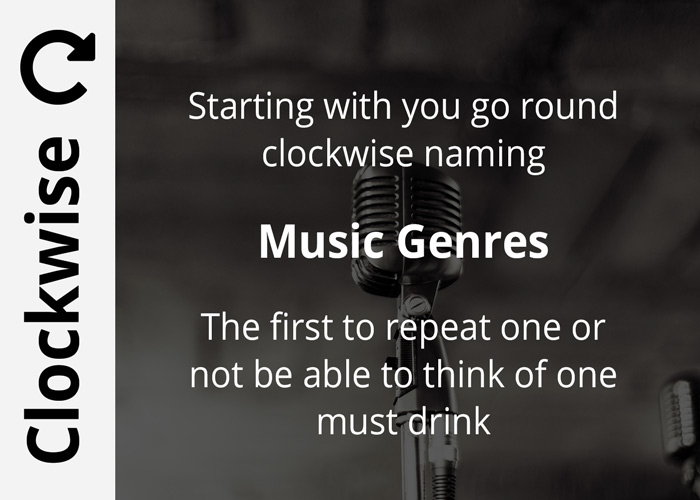 Clockwise
Starting with you go round
clockwise naming
Music Genres
The first to repeat one or
not be able to think of one
must drink